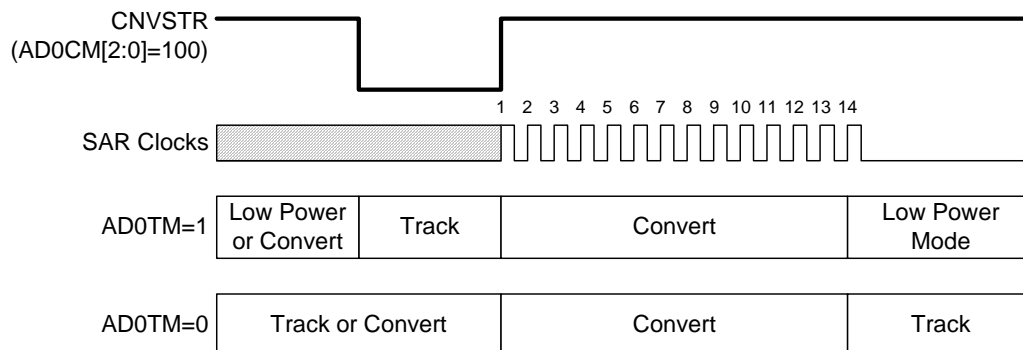 CNVSTR
(AD0CM[2:0]=100)
1 2 3 4 5 6 7 8 9 10 11 12 13 14
SAR Clocks
AD0TM=1
Low Power
or Convert
Track
Convert
Low Power
Mode
AD0TM=0
Track or Convert
Convert
Track